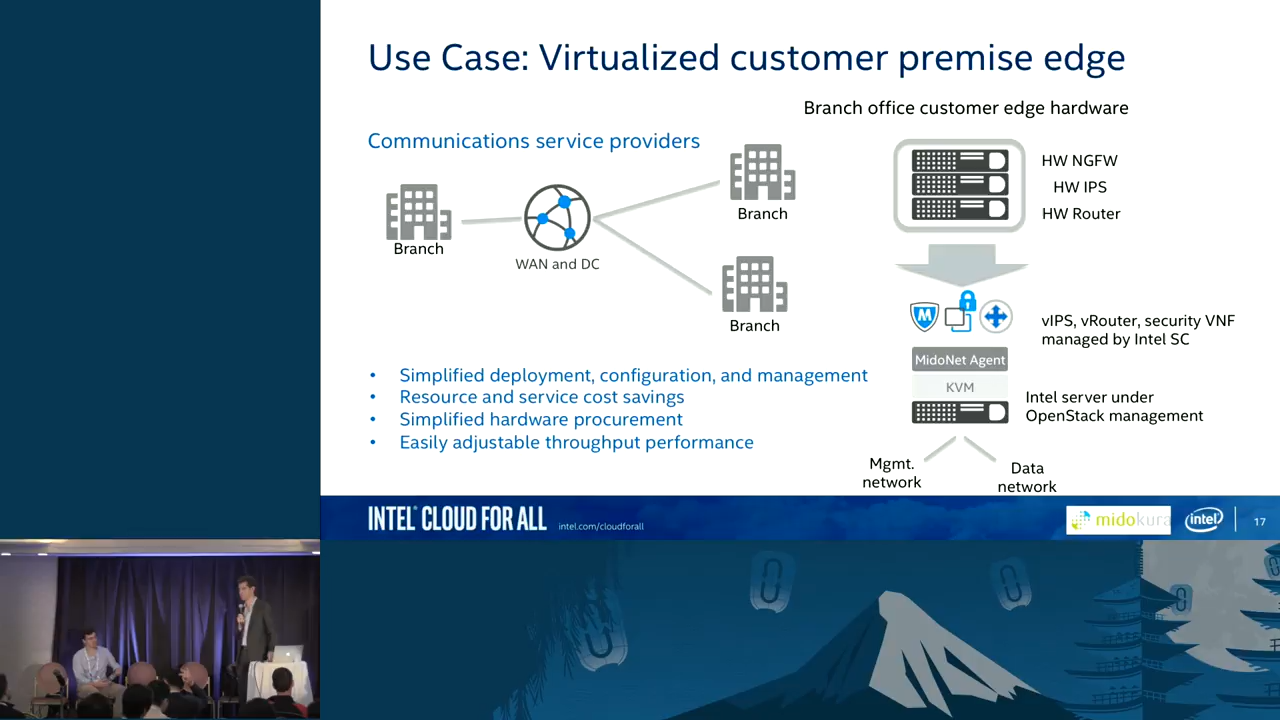 Use Case: Virtualized customer premise edge
Communications service providers
Branch
WAN and DC
Branch
Branch
• Simplified deployment, configuration, and management
• Resource and service cost savings
• Simplified hardware procurement
• Easily adjustable throughput performance
Branch office customer edge hardware
HW NGFW
HW IPS
HW Router
M
vIPS, vRouter, security VNF
managed by Intel SC
MidoNet Agent
KVM
Intel server under
OpenStack management
Mgmt.
network
Data
network
INTEL® CLOUD FOR ALL
intel.com/cloudforall
midokura
intel
17